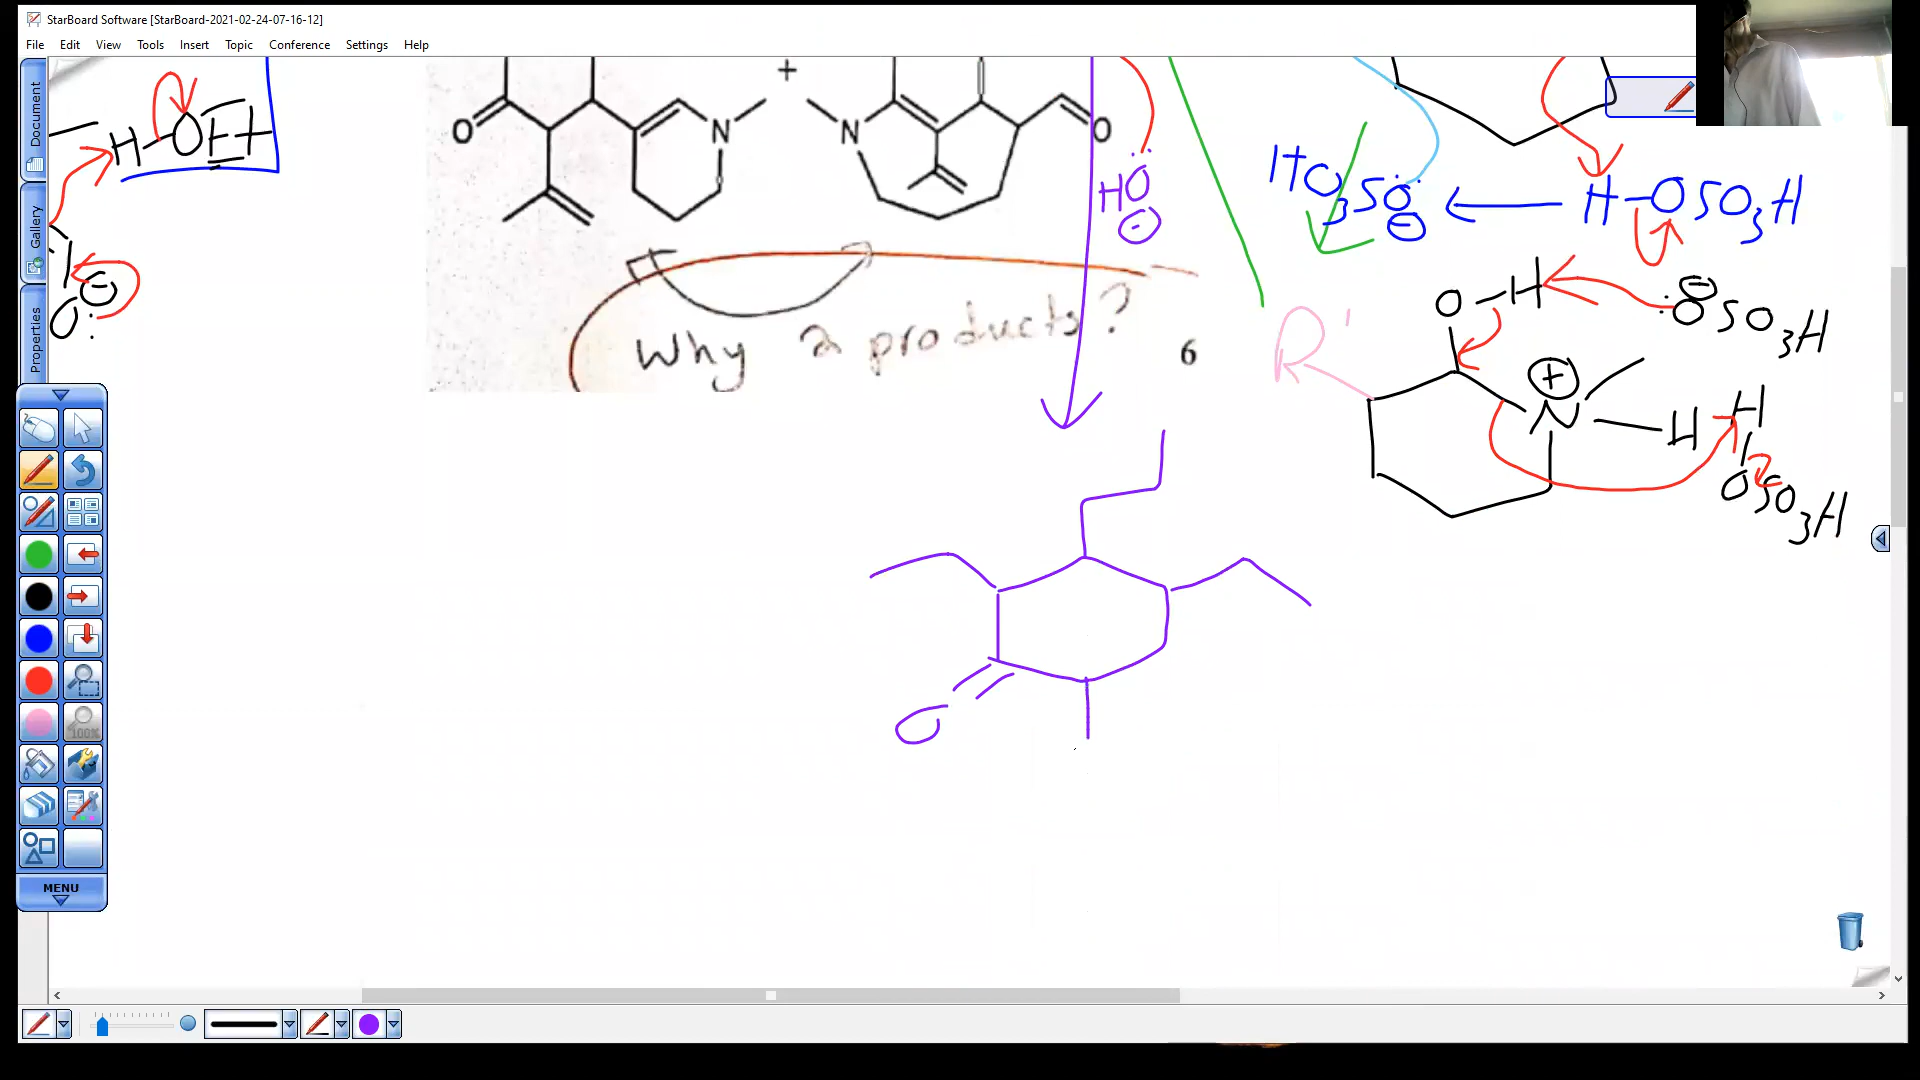 StarBoard Software [StarBoard-2021-02-24-07-16-12]
File Edit View Tools Insert Topic Conference Settings Help
Document
Gallery
Properties
H-OEt
O:
+
O
N
N
O
HO
HO3SO
H-OSO3H
O-H
:OSO3H
Why 2 products?
6
R'
N
H
H
OSO3H
O
100%
MENU